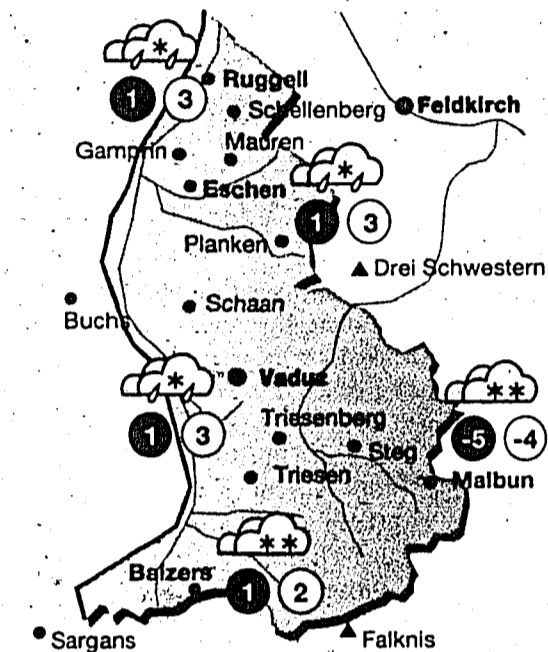 Ruggell
1 3
Schellenberg
Feldkirch
Mauren
Gamprin
Eschen
1 3
Planken
Drei Schwestern
Schaan
Buchs
Vaduz
Triesenberg
1 3
Steg
-5 -4
Triesen
Malbun
Balzers
1 2
Sargans
Falknis